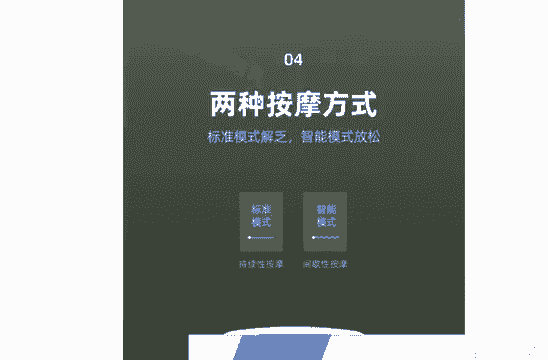 04
两种按摩方式
标准模式解乏，智能模式放松
标准
模式
智能
模式
持续性按摩
间歇性按摩